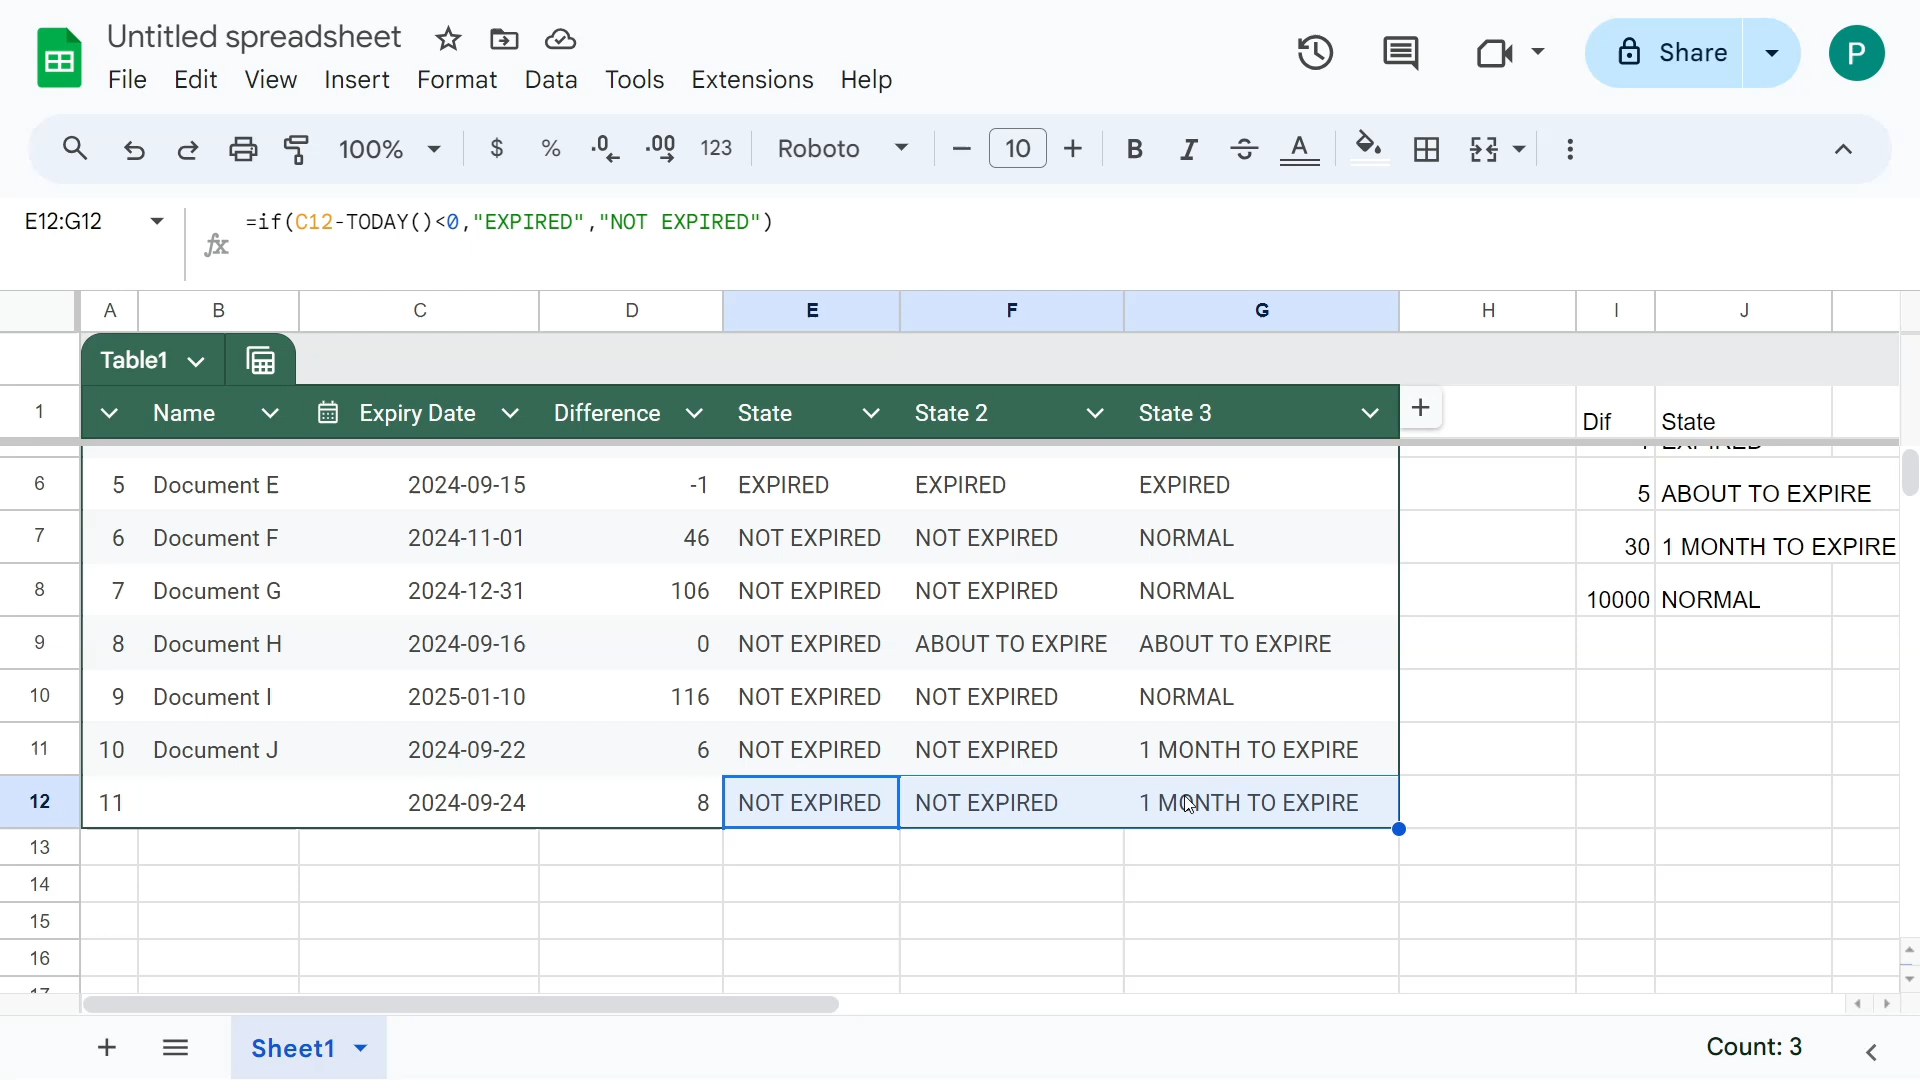 Untitled spreadsheet
File Edit View Insert Format Data Tools Extensions Help
Share
P
100% $ % .0 .00 123 Roboto 10 B I S A
E12:G12
fx =if(C12-TODAY()<0,"EXPIRED","NOT EXPIRED")
A B C D E F G H I J
Table1
1 Name Expiry Date Difference State State 2 State 3 Dif State
6 5 Document E 2024-09-15 -1 EXPIRED EXPIRED EXPIRED 5 ABOUT TO EXPIRE
7 6 Document F 2024-11-01 46 NOT EXPIRED NOT EXPIRED NORMAL 30 1 MONTH TO EXPIRE
8 7 Document G 2024-12-31 106 NOT EXPIRED NOT EXPIRED NORMAL 10000 NORMAL
9 8 Document H 2024-09-16 0 NOT EXPIRED ABOUT TO EXPIRE ABOUT TO EXPIRE
10 9 Document I 2025-01-10 116 NOT EXPIRED NOT EXPIRED NORMAL
11 10 Document J 2024-09-22 6 NOT EXPIRED NOT EXPIRED 1 MONTH TO EXPIRE
12 11 2024-09-24 8 NOT EXPIRED NOT EXPIRED 1 MONTH TO EXPIRE
13
14
15
16
Sheet1
Count: 3